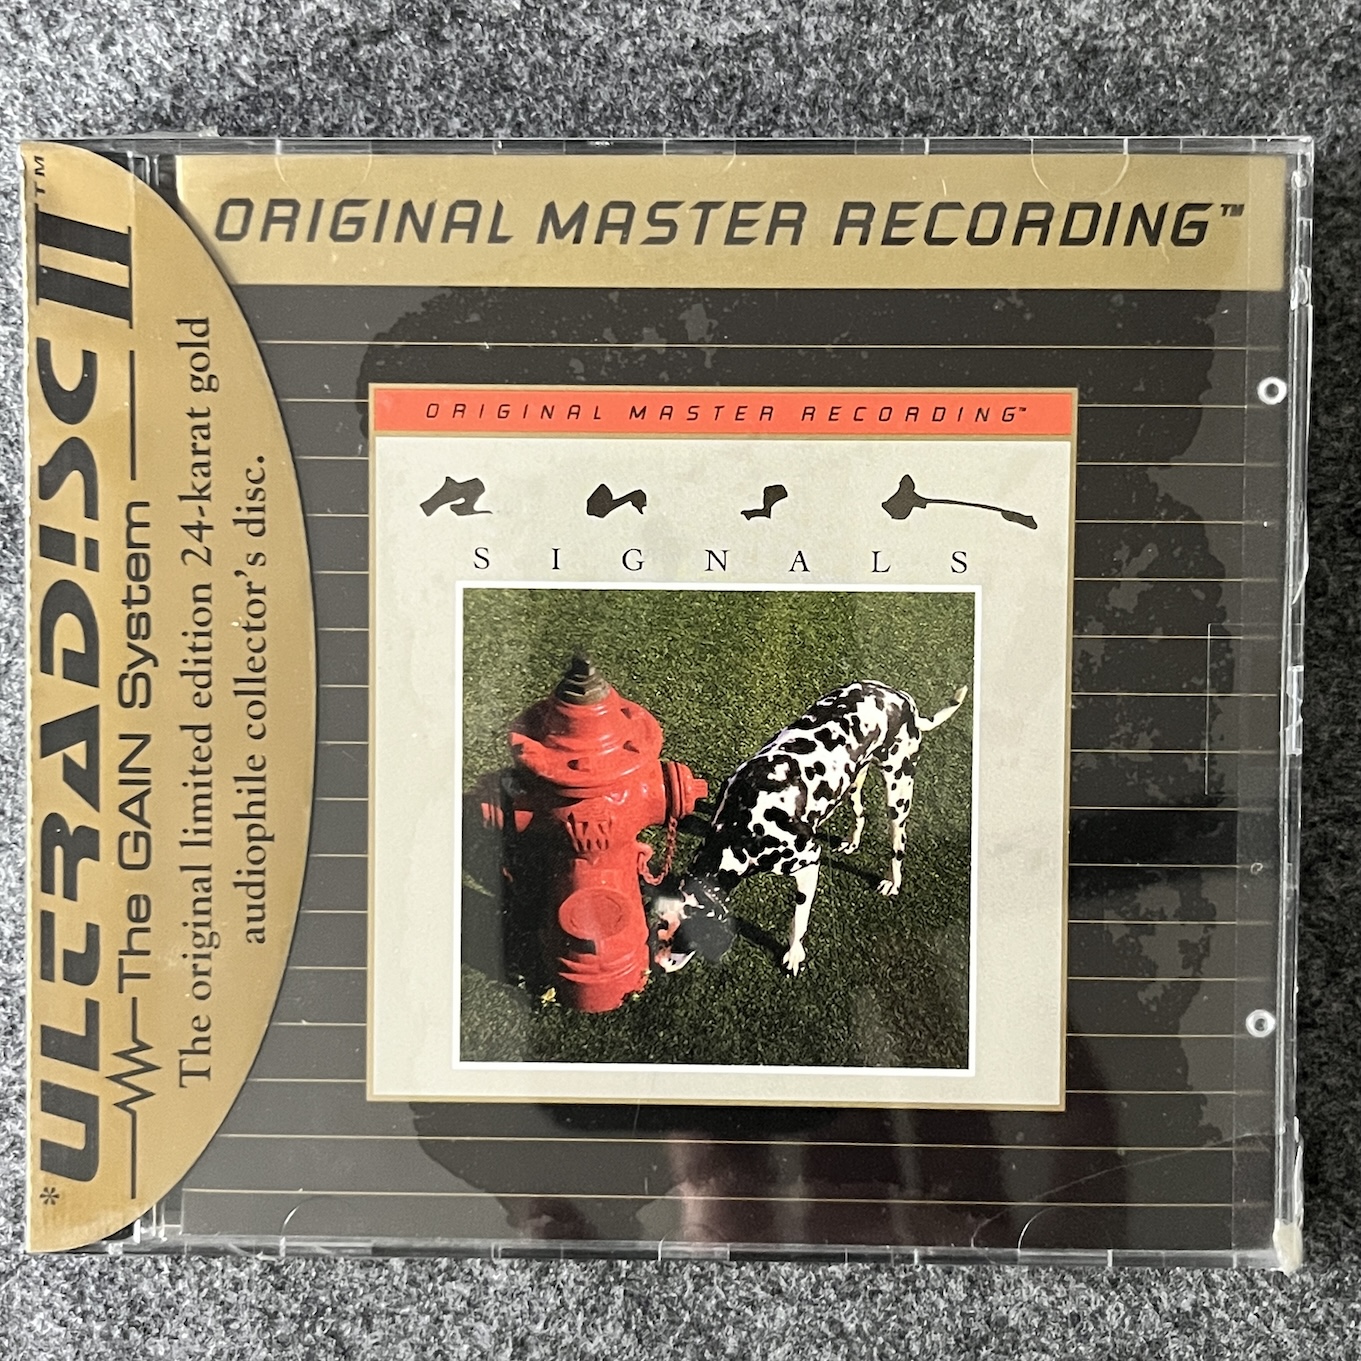 ORIGINAL MASTER RECORDING™
*ULTRADISC II™
The GAIN System
The original limited edition 24-karat gold
audiophile collector's disc.
ORIGINAL MASTER RECORDING™
RUSH
SIGNALS